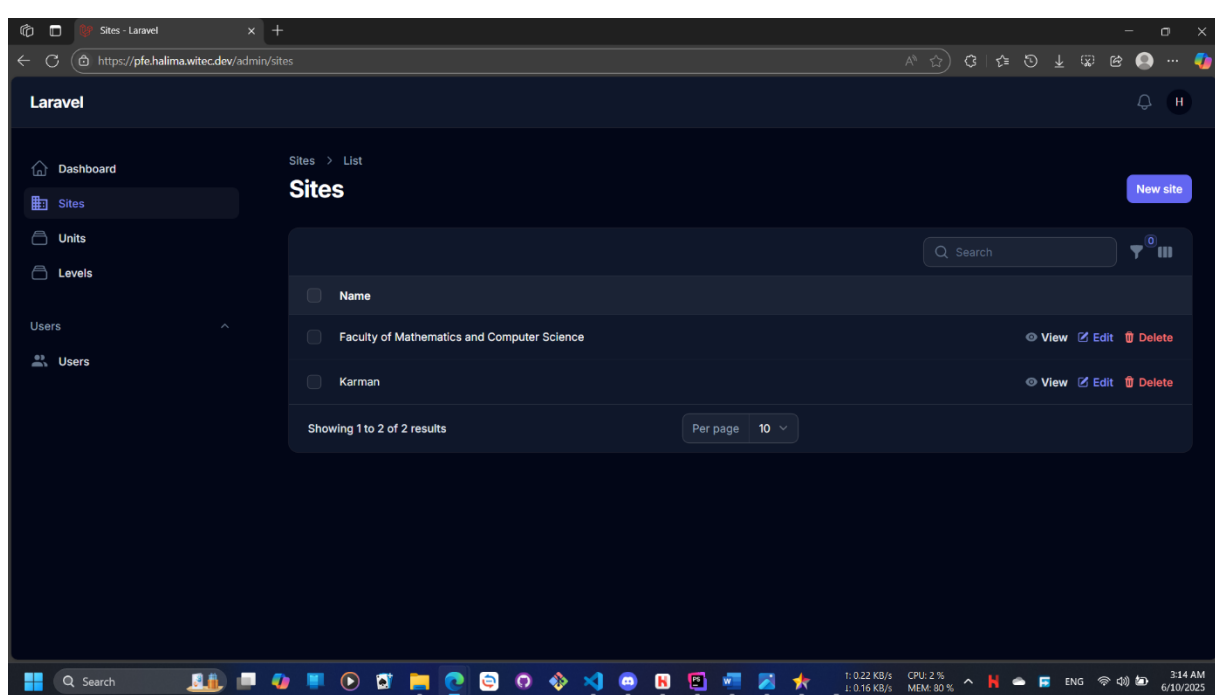 Sites - Laravel
https://pfe.halima.witec.dev/admin/sites
Laravel
H
Dashboard
Sites
Units
Levels
Users
Users
Sites > List
Sites
New site
Search
0
Name
Faculty of Mathematics and Computer Science
View Edit Delete
Karman
View Edit Delete
Showing 1 to 2 of 2 results
Per page 10
Search
↑: 0.22 KB/s CPU: 2 %
↓: 0.16 KB/s MEM: 80 %
ENG
3:14 AM
6/10/2025